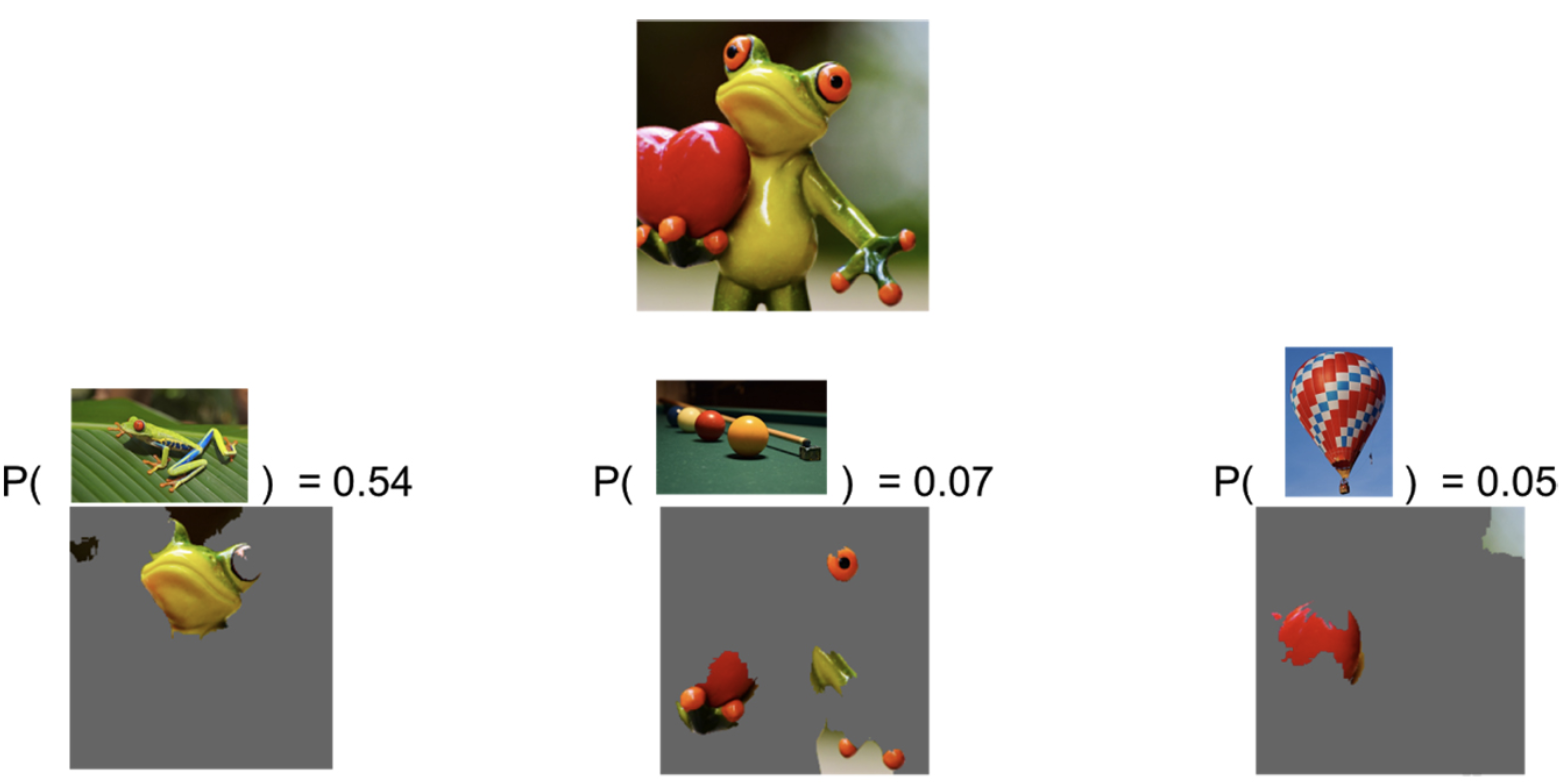 P( ) = 0.54
P( ) = 0.07
P( ) = 0.05